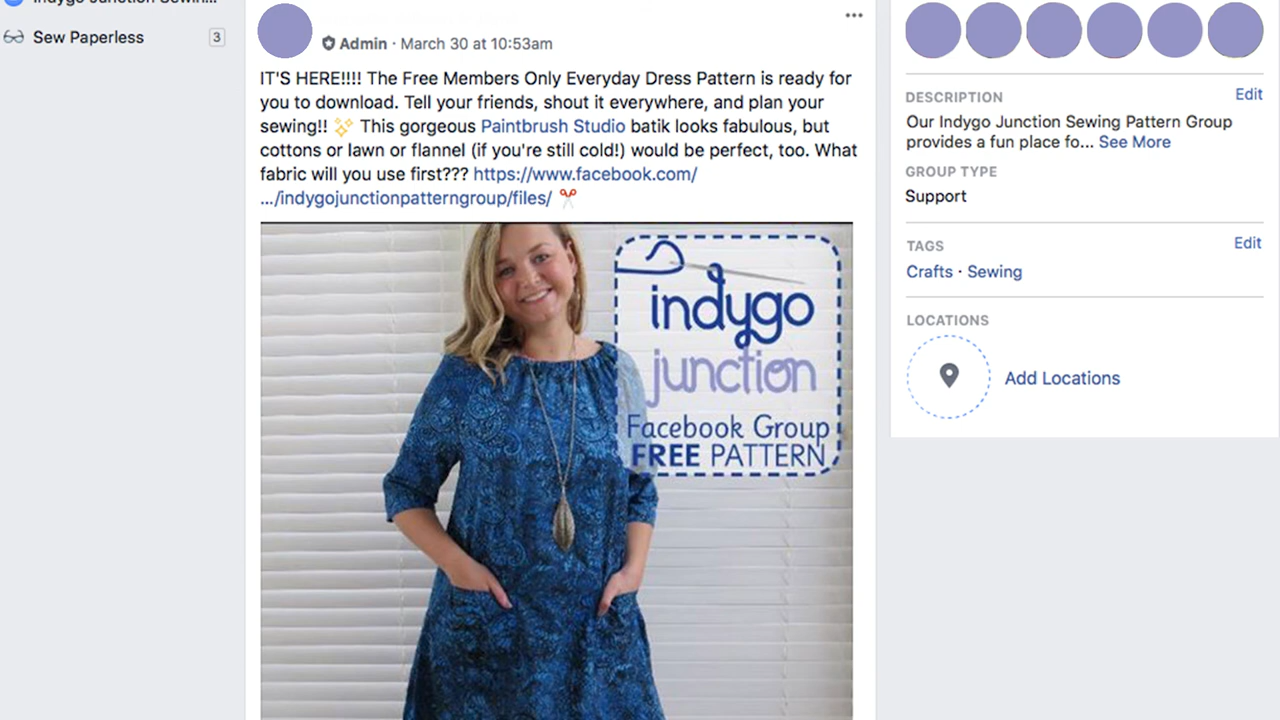 Indygo Junction Sewin...
Sew Paperless
3
Admin · March 30 at 10:53am
IT'S HERE!!!! The Free Members Only Everyday Dress Pattern is ready for
you to download. Tell your friends, shout it everywhere, and plan your
sewing!! ✨ This gorgeous Paintbrush Studio batik looks fabulous, but
cottons or lawn or flannel (if you're still cold!) would be perfect, too. What
fabric will you use first??? https://www.facebook.com/
.../indygojunctionpatterngroup/files/ ✂️
indygo
junction
Facebook Group
FREE PATTERN
DESCRIPTION
Edit
Our Indygo Junction Sewing Pattern Group
provides a fun place fo... See More
GROUP TYPE
Support
TAGS
Edit
Crafts · Sewing
LOCATIONS
Add Locations